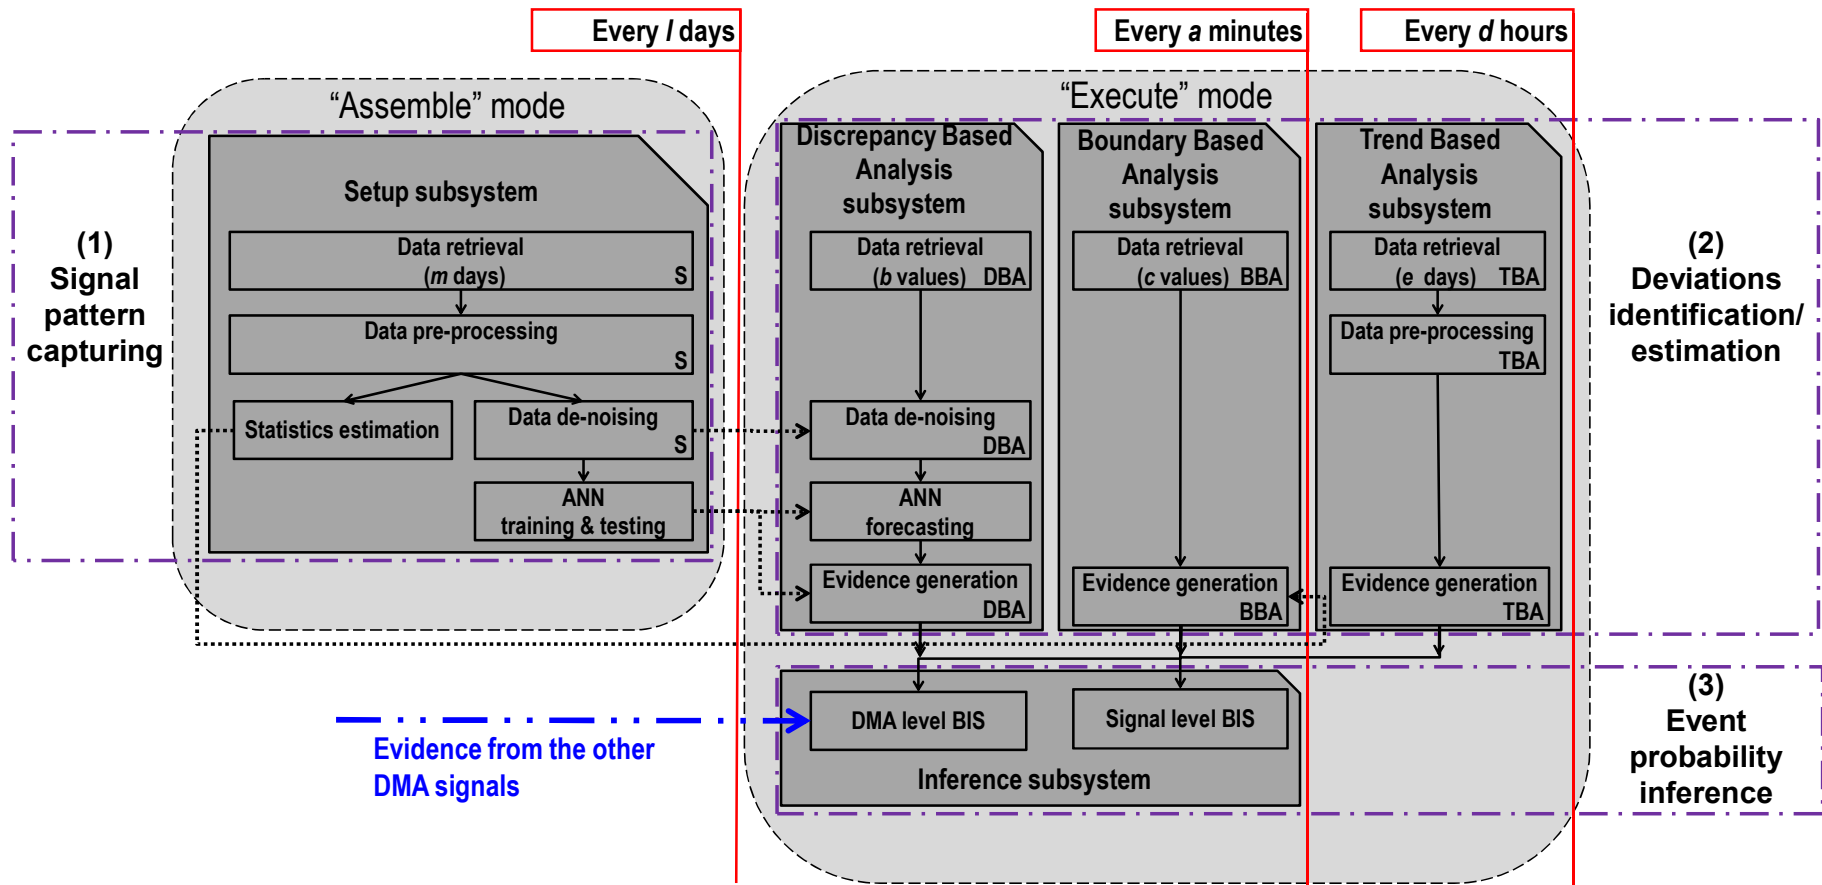 Every l days
Every a minutes
Every d hours
“Assemble” mode
“Execute” mode
(1)
Signal
pattern
capturing
Setup subsystem
Data retrieval
(m days)
S
Data pre-processing
S
Statistics estimation
Data de-noising
S
ANN
training & testing
Discrepancy Based
Analysis
subsystem
Data retrieval
(b values) DBA
Data de-noising
DBA
ANN
forecasting
Evidence generation
DBA
Boundary Based
Analysis
subsystem
Data retrieval
(c values) BBA
Evidence generation
BBA
Trend Based
Analysis
subsystem
Data retrieval
(e days) TBA
Data pre-processing
TBA
Evidence generation
TBA
(2)
Deviations
identification/
estimation
DMA level BIS
Signal level BIS
Inference subsystem
Evidence from the other
DMA signals
(3)
Event
probability
inference